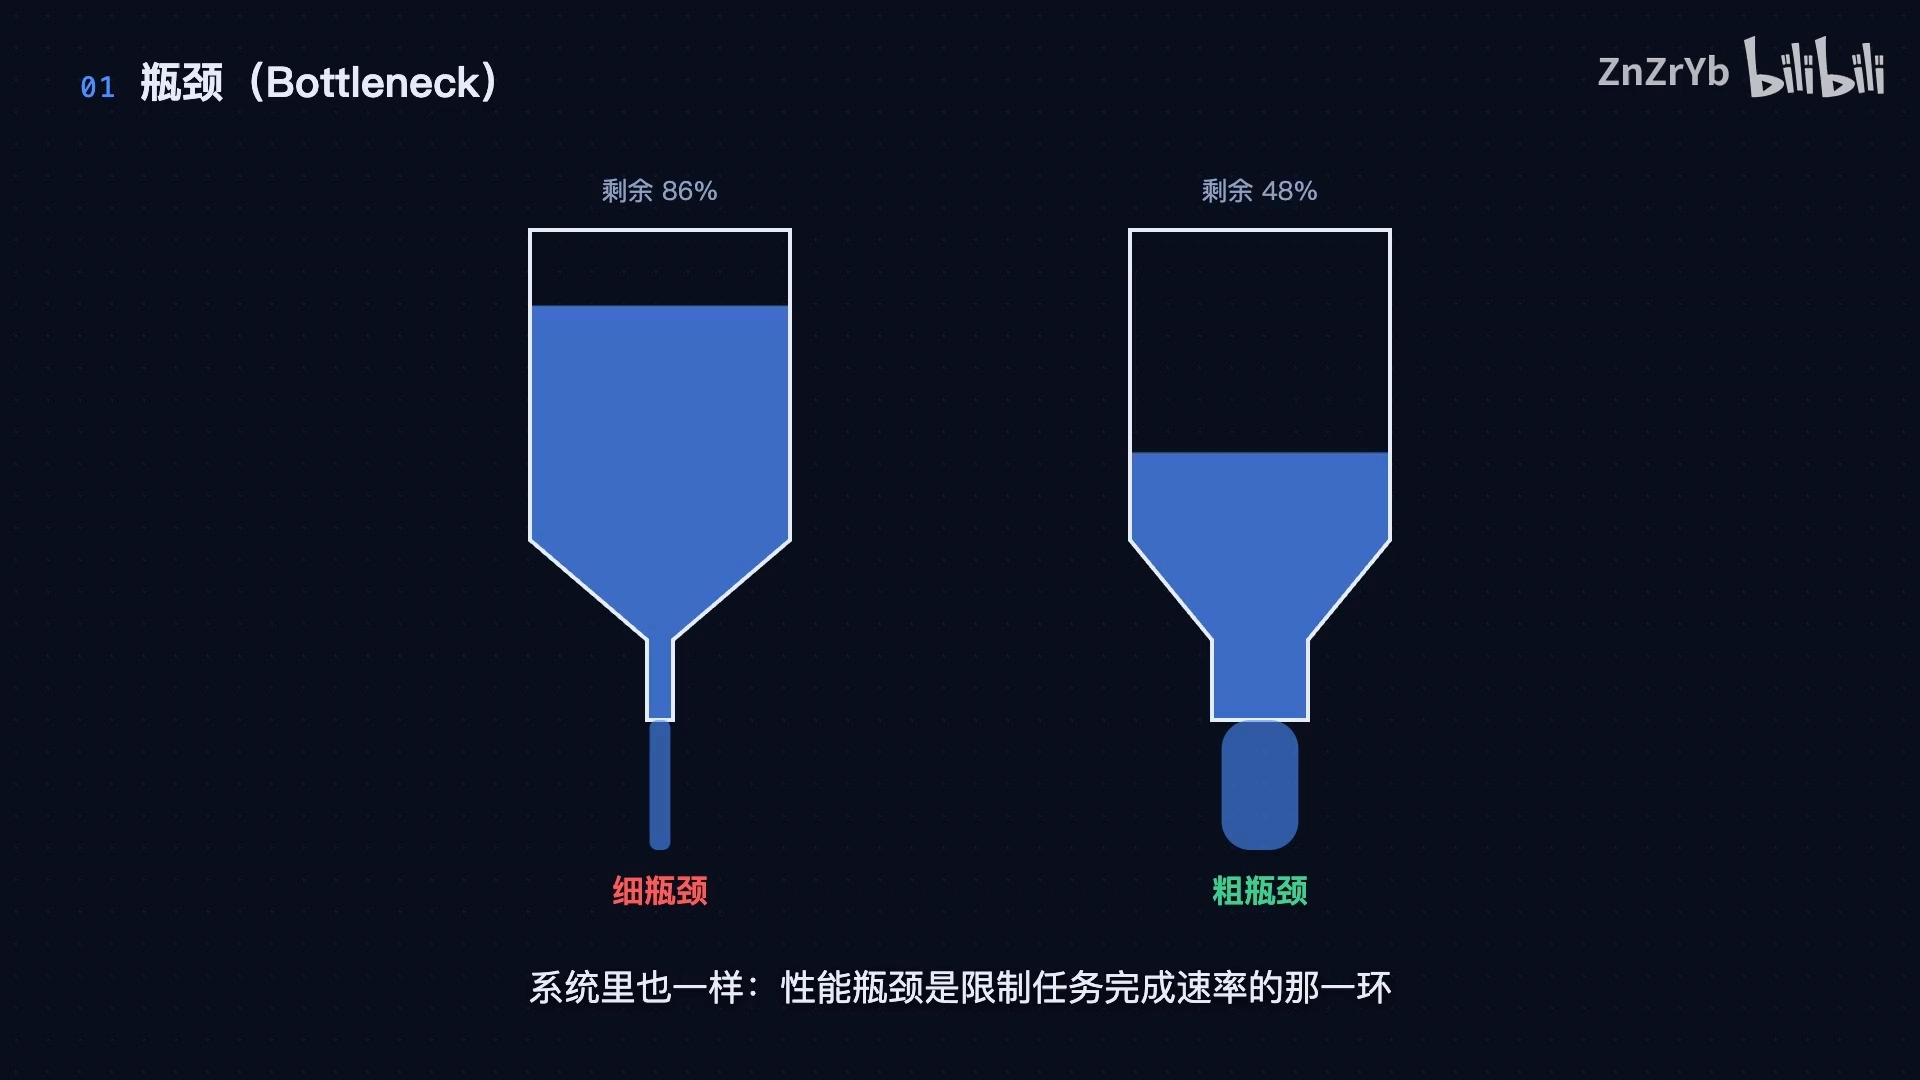 01 瓶颈（Bottleneck）
ZnZrYb bilibili
剩余 86%
剩余 48%
细瓶颈
粗瓶颈
系统里也一样：性能瓶颈是限制任务完成速率的那一环